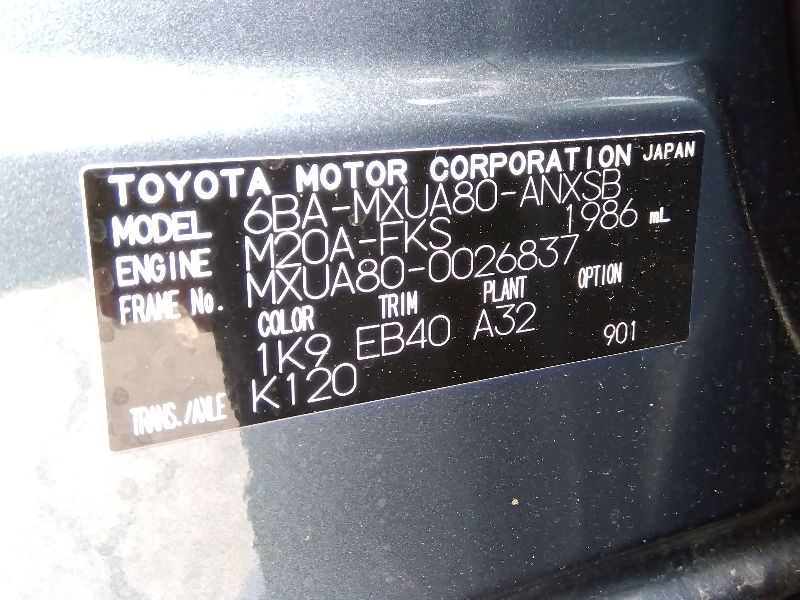 TOYOTA MOTOR CORPORATION JAPAN
MODEL 6BA-MXUA80-ANXSB
ENGINE M20A-FKS 1986 mL
FRAME No. MXUA80-0026837
COLOR TRIM PLANT OPTION
1K9 EB40 A32 901
TRANS./AXLE K120